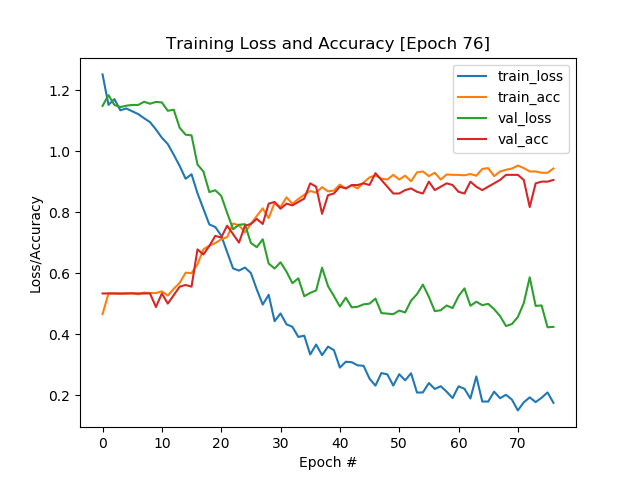 Training Loss and Accuracy [Epoch 76]
train_loss
train_acc
val_loss
val_acc
Loss/Accuracy
1.2
1.0
0.8
0.6
0.4
0.2
0 10 20 30 40 50 60 70
Epoch #